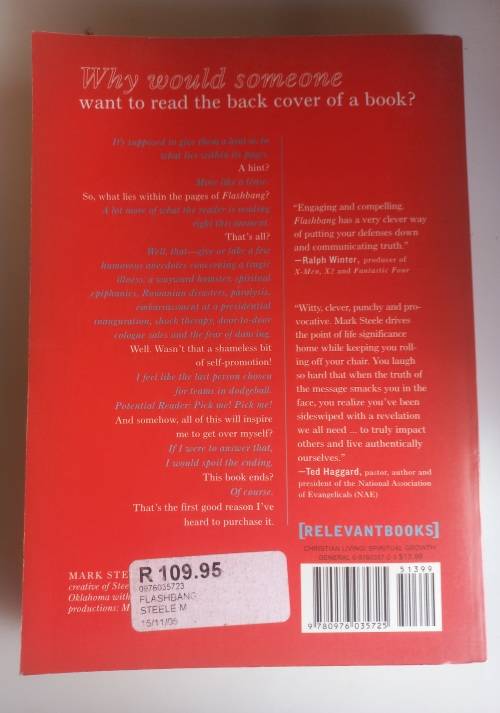 Why would someone
want to read the back cover of a book?
It's supposed to give them a hint as to
what lies within its pages.
A hint?
More like a tease.
So, what lies within the pages of Flashbang?
A lot more of what the reader is reading
right this moment.
That's all?
Well, that—give or take a few
humorous anecdotes concerning a tragic
illness, a wayward hamster, spiritual
epiphanies, Romanian disasters, paralysis,
embarrassment at a presidential
inauguration, shock therapy, door-to-door
cologne sales and the fear of dancing.
Well. Wasn't that a shameless bit
of self-promotion!
I feel like the last person chosen
for teams in dodgeball.
Potential Reader: Pick me! Pick me!
And somehow, all of this will inspire
me to get over myself?
If I were to answer that,
I would spoil the ending.
This book ends?
Of course.
That's the first good reason I've
heard to purchase it.
“Engaging and compelling.
Flashbang has a very clever way
of putting your defenses down
and communicating truth.”
—Ralph Winter, producer of
X-Men, X2 and Fantastic Four
“Witty, clever, punchy and pro-
vocative. Mark Steele drives
the point of life significance
home while keeping you roll-
ing off your chair. You laugh
so hard that when the truth of
the message smacks you in the
face, you realize you've been
sideswiped with a revelation
we all need ... to truly impact
others and live authentically
ourselves.”
—Ted Haggard, pastor, author and
president of the National Association
of Evangelicals (NAE)
[RELEVANTBOOKS]
CHRISTIAN LIVING/SPIRITUAL GROWTH/
GENERAL $13.99
51399
9 780976 035725
MARK STE
creative of Stee
Oklahoma with
productions: M
R 109.95
0976035723
FLASHBANG
STEELE M
15/11/05